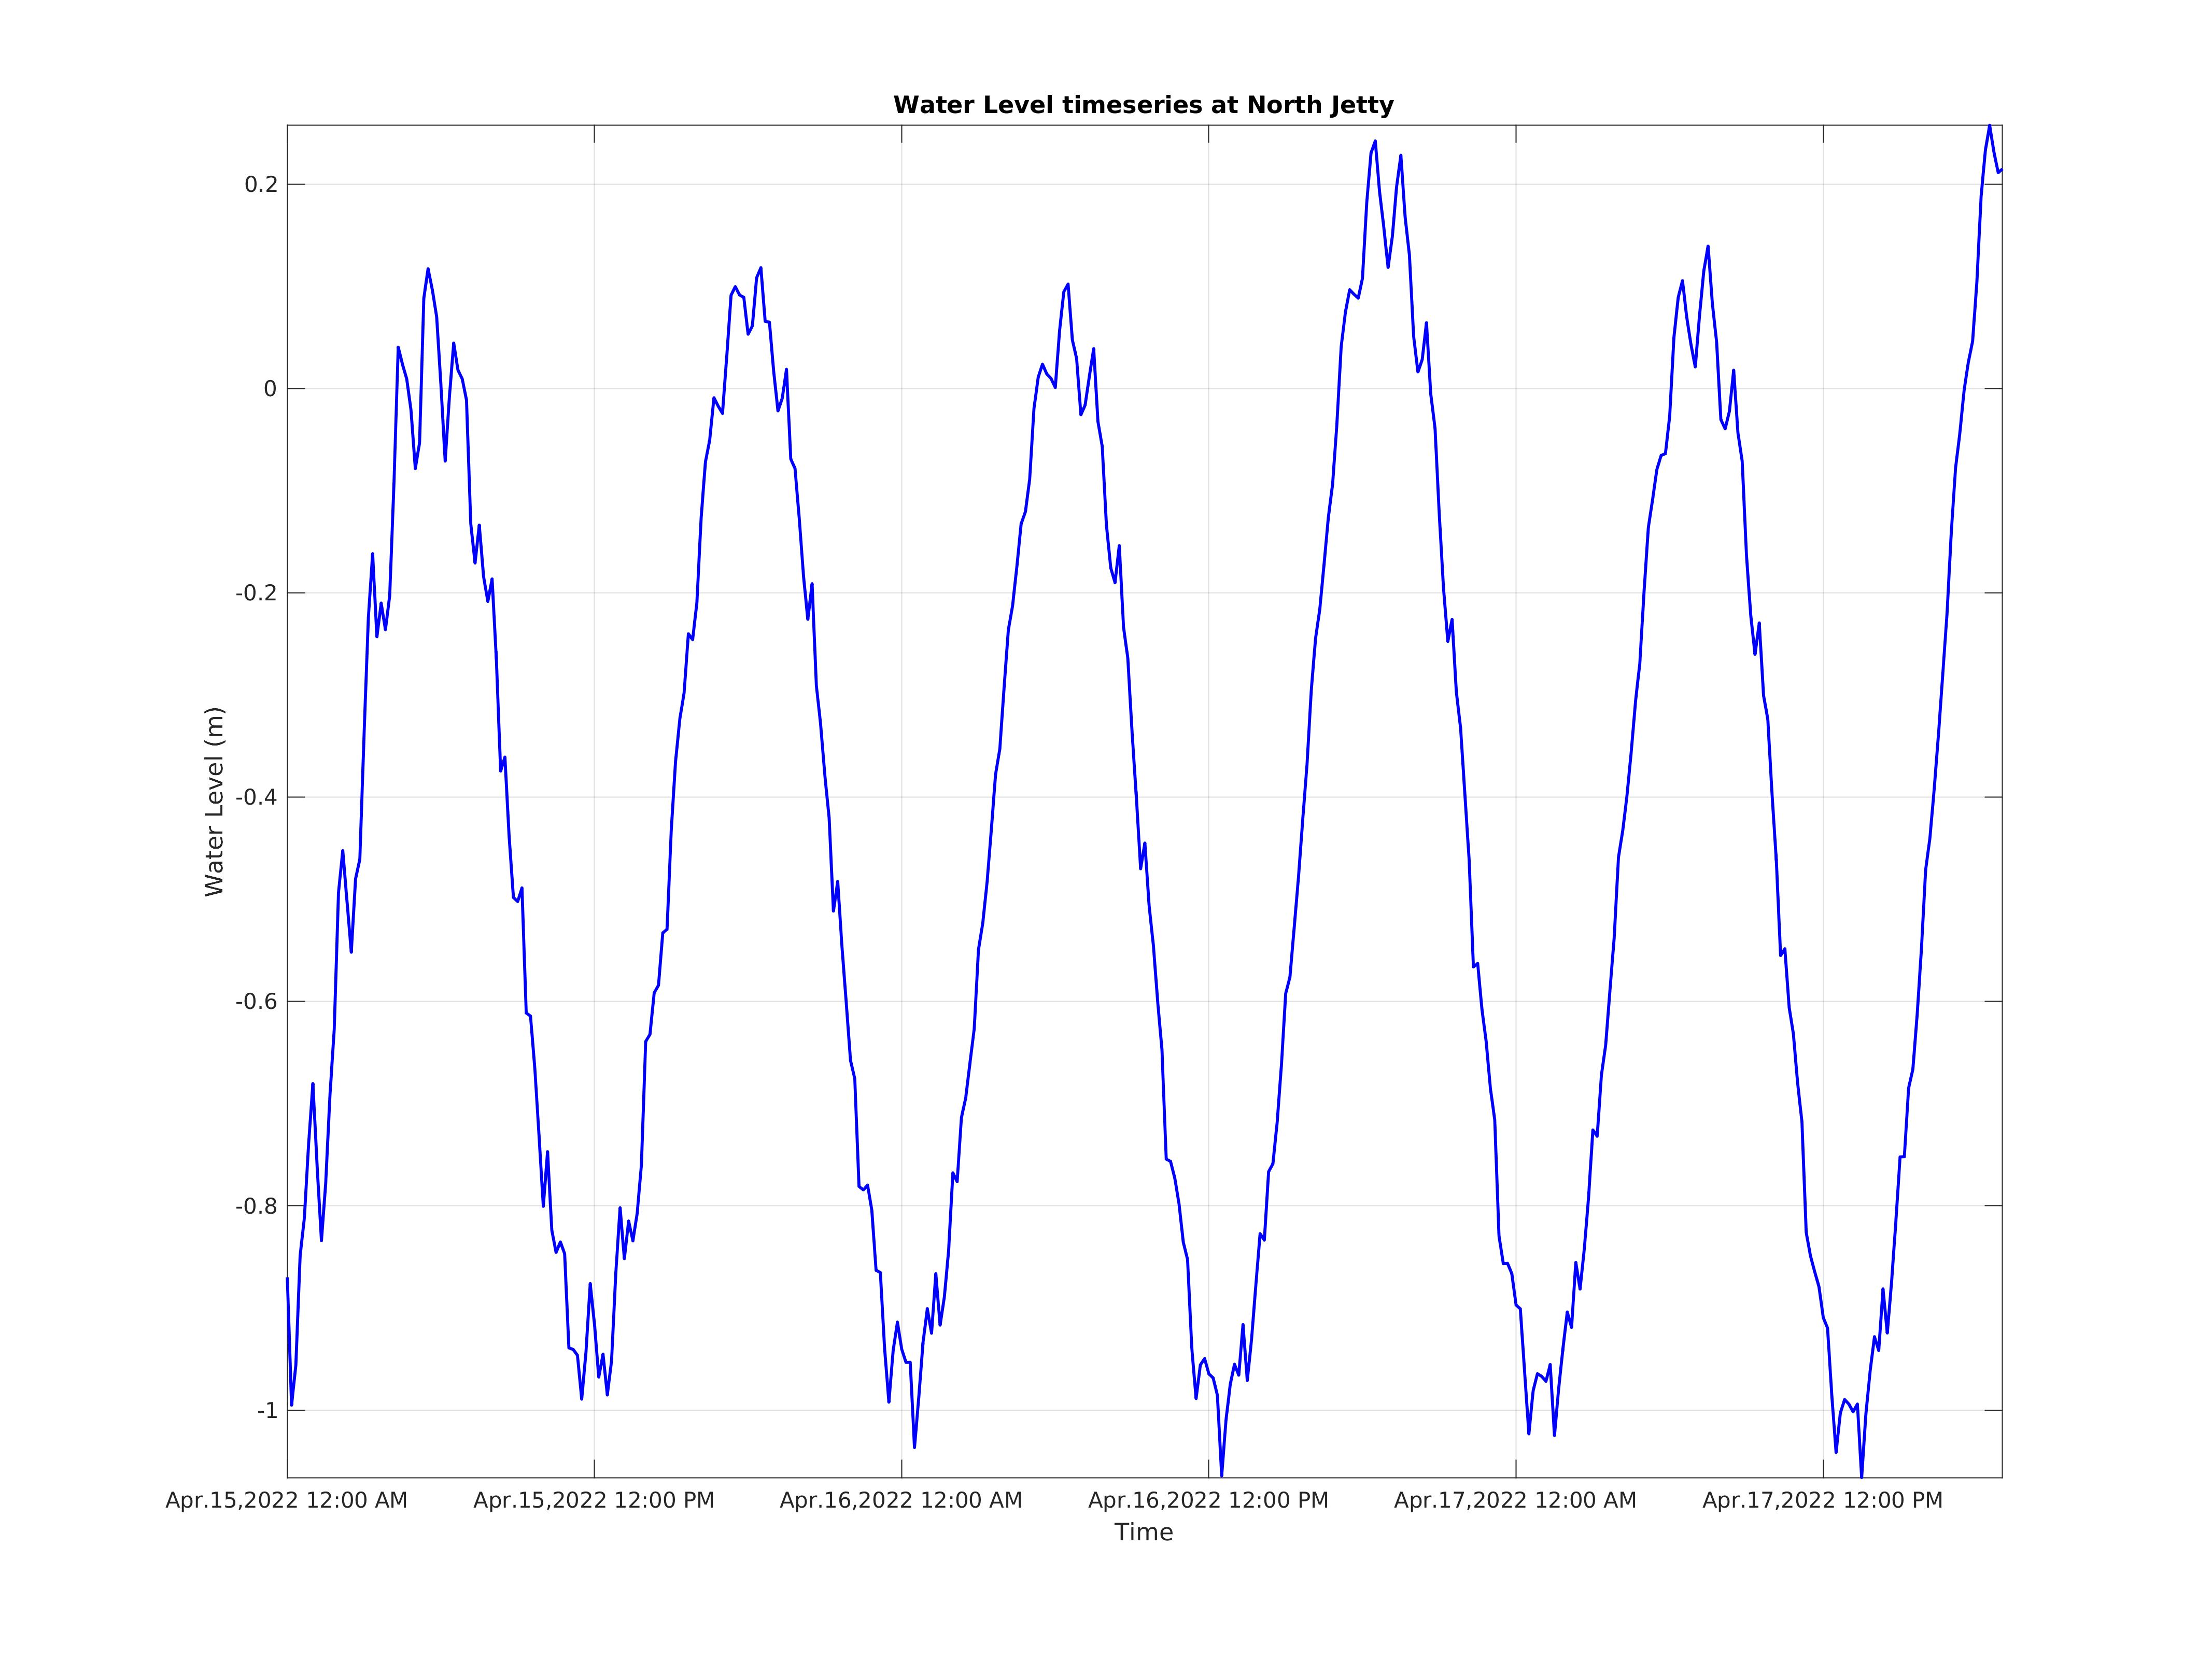 Water Level timeseries at North Jetty
0.2
0
-0.2
-0.4
-0.6
-0.8
-1
Water Level (m)
Apr.15,2022 12:00 AM Apr.15,2022 12:00 PM Apr.16,2022 12:00 AM Apr.16,2022 12:00 PM Apr.17,2022 12:00 AM Apr.17,2022 12:00 PM
Time